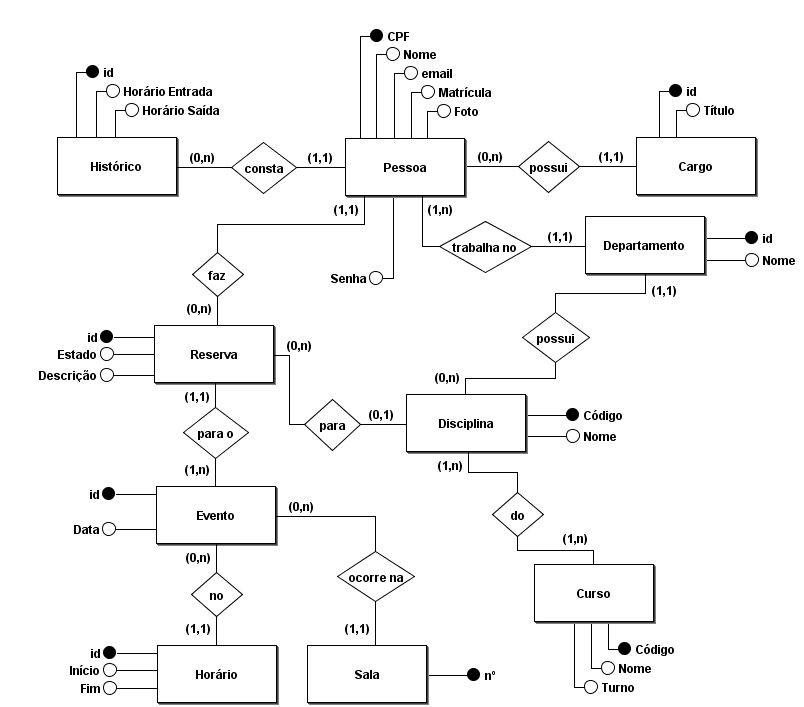 CPF
Nome
email
Matrícula
Foto
id
Horário Entrada
Horário Saída
id
Título
Histórico
(0,n)
consta
(1,1)
Pessoa
(0,n)
possui
(1,1)
Cargo
(1,1)
(1,n)
trabalha no
(1,1)
Departamento
id
Nome
faz
Senha
(1,1)
(0,n)
possui
id
Estado
Descrição
Reserva
(0,n)
(0,n)
(1,1)
para
(0,1)
Disciplina
Código
Nome
para o
(1,n)
(1,n)
id
Data
Evento
(0,n)
do
(1,n)
(0,n)
no
ocorre na
Curso
(1,1)
(1,1)
id
Início
Fim
Horário
Sala
nº
Código
Nome
Turno